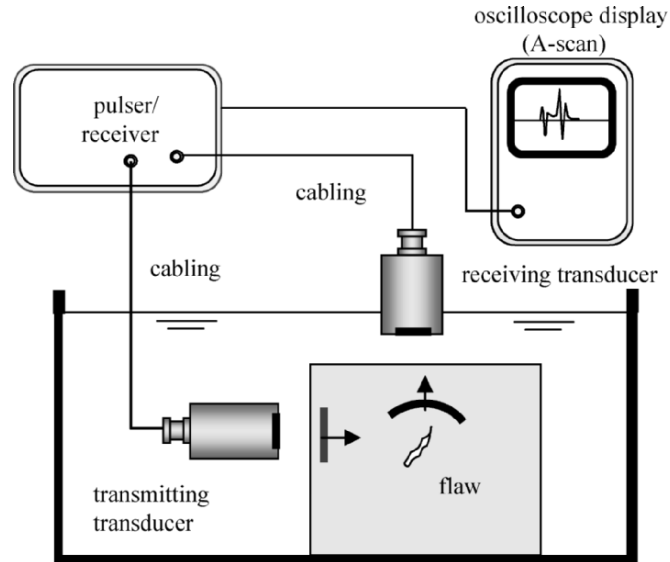 oscilloscope display
(A-scan)
pulser/
receiver
cabling
cabling
receiving transducer
transmitting
transducer
flaw